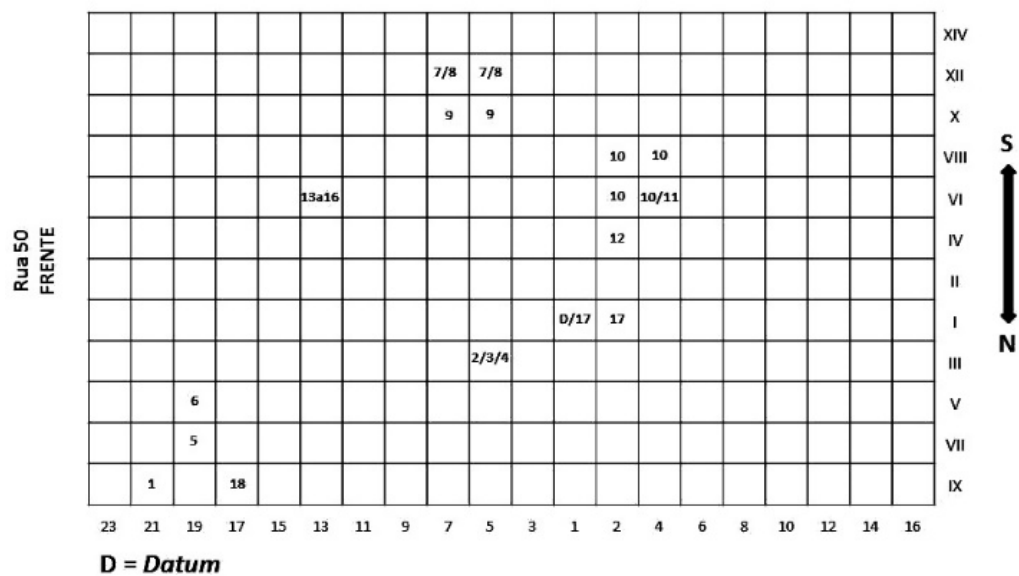 XIV
7/8 7/8 XII
9 9 X
S
10 10 VIII
13a16 10 10/11 VI
Rua 50
FRENTE
12 IV
II
D/17 17 I
N
2/3/4 III
6 V
5 VII
1 18 IX
23 21 19 17 15 13 11 9 7 5 3 1 2 4 6 8 10 12 14 16
D = Datum